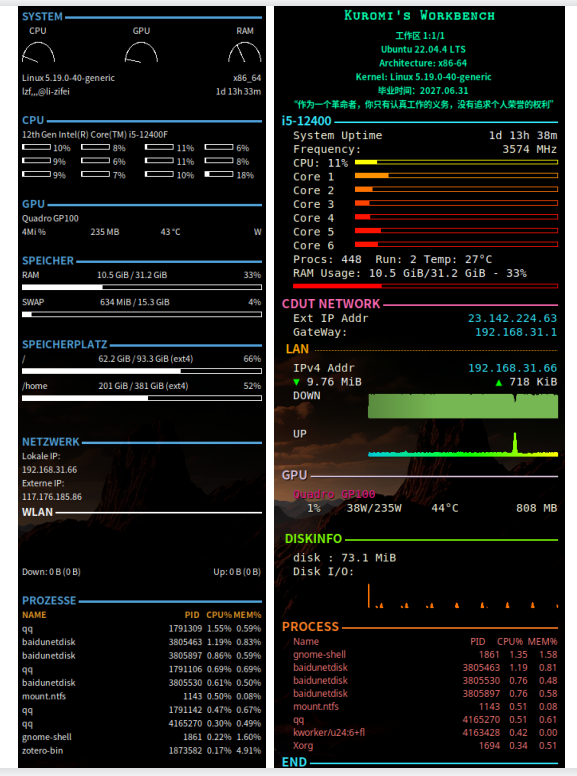 SYSTEM
CPU GPU RAM
Linux 5.19.0-40-generic x86_64
lzf,,,@li-zifei 1d 13h 33m
CPU
12th Gen Intel(R) Core(TM) i5-12400F
10% 8% 11% 6%
9% 6% 11% 8%
9% 7% 10% 18%
GPU
Quadro GP100
4Mi % 235 MB 43 °C W
SPEICHER
RAM 10.5 GiB / 31.2 GiB 33%
SWAP 634 MiB / 15.3 GiB 4%
SPEICHERPLATZ
/ 62.2 GiB / 93.3 GiB (ext4) 66%
/home 201 GiB / 381 GiB (ext4) 52%
NETZWERK
Lokale IP:
192.168.31.66
Externe IP:
117.176.185.86
WLAN
Down: 0 B (0 B) Up: 0 B (0 B)
PROZESSE
NAME PID CPU% MEM%
qq 1791309 1.55% 0.59%
baidunetdisk 3805463 1.19% 0.83%
baidunetdisk 3805897 0.86% 0.59%
qq 1791106 0.69% 0.69%
baidunetdisk 3805530 0.61% 0.50%
mount.ntfs 1143 0.50% 0.08%
qq 1791142 0.47% 0.67%
qq 4165270 0.30% 0.49%
gnome-shell 1861 0.22% 1.60%
zotero-bin 1873582 0.17% 4.91%
Kuromi's Workbench
工作区 1:1/1
Ubuntu 22.04.4 LTS
Architecture: x86-64
Kernel: Linux 5.19.0-40-generic
毕业时间：2027.06.31
“作为一个革命者，你只有认真工作的义务，没有追求个人荣誉的权利”
i5-12400
System Uptime 1d 13h 38m
Frequency: 3574 MHz
CPU: 11%
Core 1
Core 2
Core 3
Core 4
Core 5
Core 6
Procs: 448 Run: 2 Temp: 27°C
RAM Usage: 10.5 GiB/31.2 GiB - 33%
CDUT NETWORK
Ext IP Addr 23.142.224.63
GateWay: 192.168.31.1
LAN
IPv4 Addr 192.168.31.66
▼ 9.76 MiB ▲ 718 KiB
DOWN
UP
GPU
Quadro GP100
1% 38W/235W 44°C 808 MB
DISKINFO
disk : 73.1 MiB
Disk I/O:
PROCESS
Name PID CPU% MEM%
gnome-shell 1861 1.35 1.58
baidunetdisk 3805463 1.19 0.81
baidunetdisk 3805530 0.76 0.48
baidunetdisk 3805897 0.76 0.58
mount.ntfs 1143 0.51 0.08
qq 4165270 0.51 0.61
kworker/u24:6+fl 4163428 0.42 0.00
Xorg 1694 0.34 0.51
END